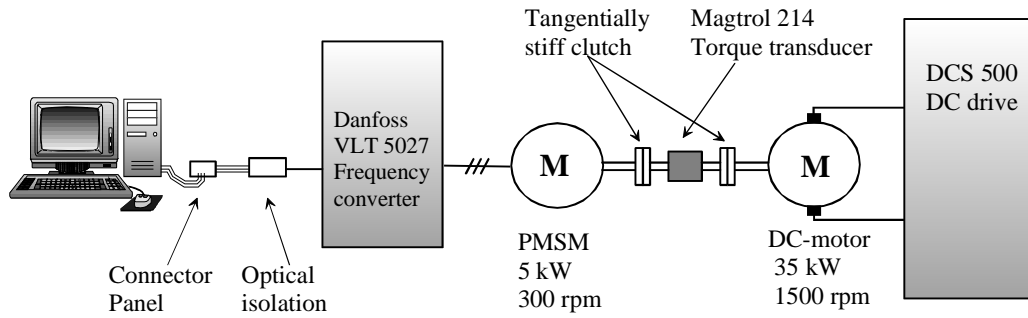 Tangentially
stiff clutch
Magtrol 214
Torque transducer
DCS 500
DC drive
Danfoss
VLT 5027
Frequency
converter
M
M
Connector
Panel
Optical
isolation
PMSM
5 kW
300 rpm
DC-motor
35 kW
1500 rpm